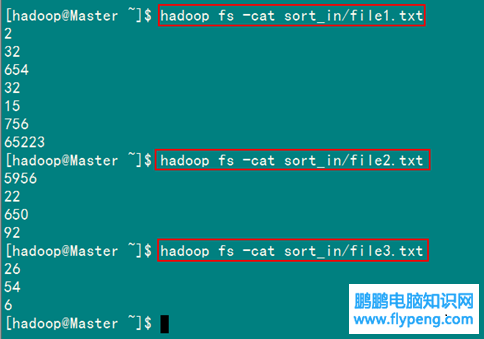 [hadoop@Master ~]$ hadoop fs -cat sort_in/file1.txt
2
32
654
32
15
756
65223
[hadoop@Master ~]$ hadoop fs -cat sort_in/file2.txt
5956
22
650
92
[hadoop@Master ~]$ hadoop fs -cat sort_in/file3.txt
26
54
6
[hadoop@Master ~]$
鹏鹏电脑知识网
www.flypeng.com